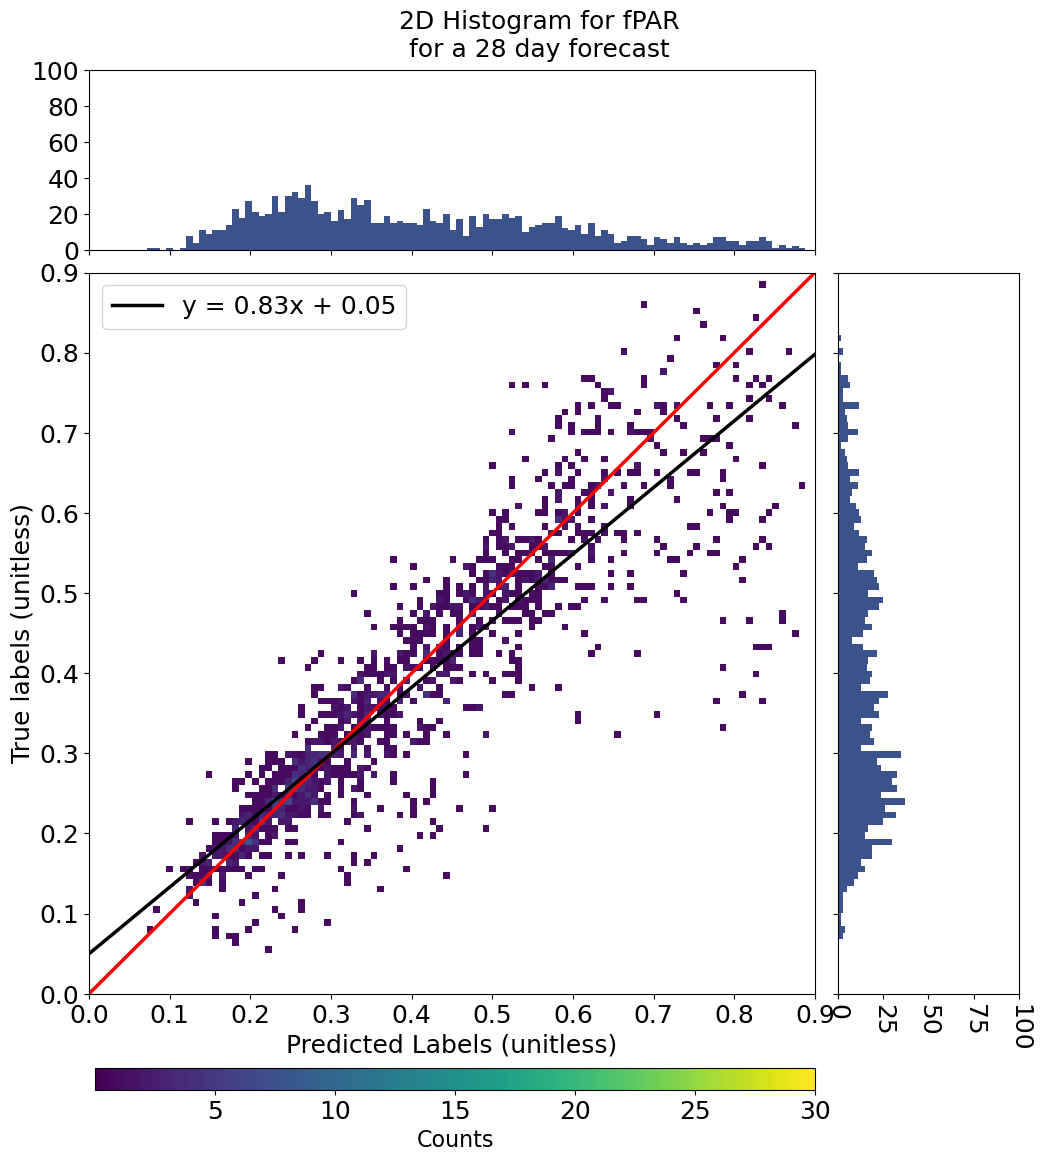 2D Histogram for fPAR
for a 28 day forecast
100
80
60
40
20
0
0.9
0.8
0.7
0.6
0.5
0.4
0.3
0.2
0.1
0.0
True labels (unitless)
y = 0.83x + 0.05
0.0 0.1 0.2 0.3 0.4 0.5 0.6 0.7 0.8 0.9
Predicted Labels (unitless)
0 25 50 75 100
5 10 15 20 25 30
Counts